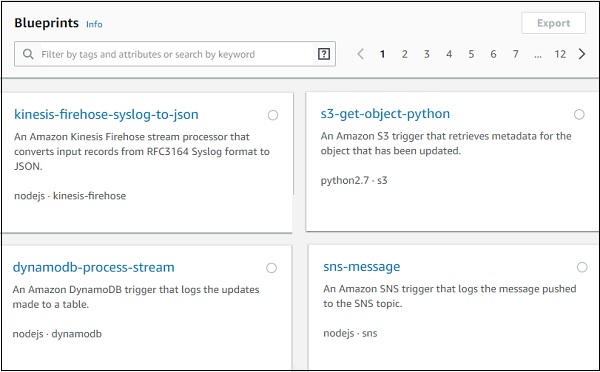 Blueprints Info
Export
Filter by tags and attributes or search by keyword ?
1 2 3 4 5 6 7 ... 12
kinesis-firehose-syslog-to-json
An Amazon Kinesis Firehose stream processor that
converts input records from RFC3164 Syslog format to
JSON.
nodejs · kinesis-firehose
s3-get-object-python
An Amazon S3 trigger that retrieves metadata for the
object that has been updated.
python2.7 · s3
dynamodb-process-stream
An Amazon DynamoDB trigger that logs the updates
made to a table.
nodejs · dynamodb
sns-message
An Amazon SNS trigger that logs the message pushed
to the SNS topic.
nodejs · sns